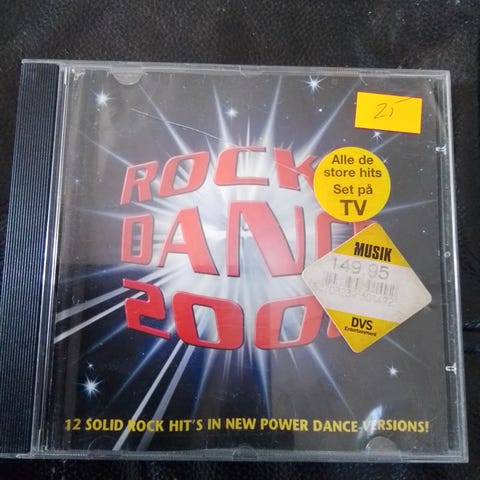 25
Alle de
store hits
Set på
TV
ROCK
DANC
200
MUSIK
149 95
DVS
Entertainment
12 SOLID ROCK HIT'S IN NEW POWER DANCE VERSIONS!